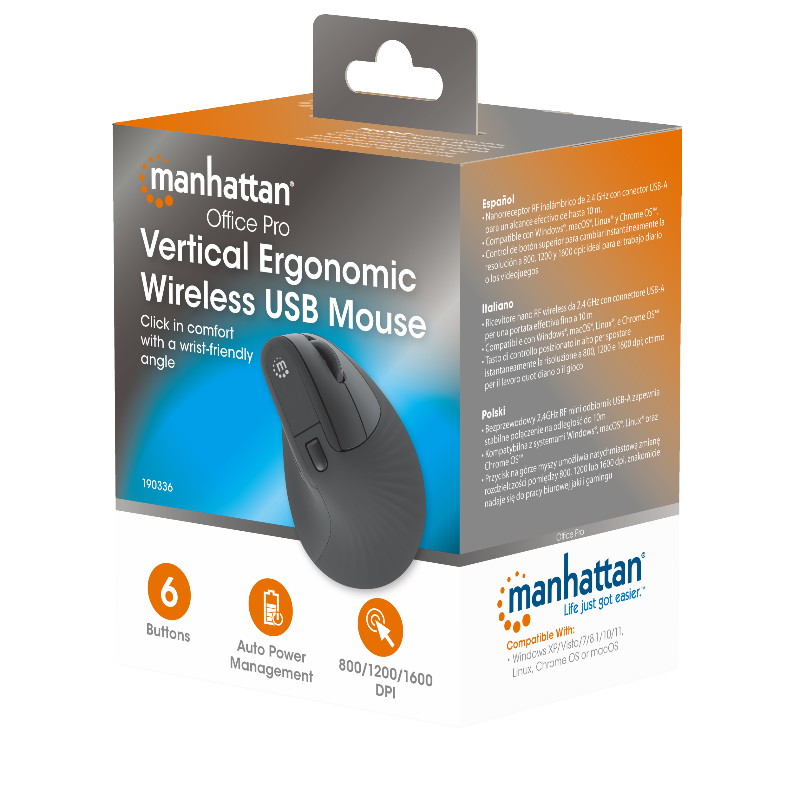 manhattan®
Office Pro
Vertical Ergonomic
Wireless USB Mouse
Click in comfort
with a wrist-friendly
angle
190336
6
Buttons
Auto Power
Management
800/1200/1600
DPI
Español
• Nanorreceptor RF inalámbrico de 2.4 GHz con conector USB-A
para un alcance efectivo de hasta 10 m.
• Compatible con Windows®, macOS®, Linux® y Chrome OS™.
• Control de botón superior para cambiar instantáneamente la
resolución a 800, 1200 y 1600 dpi; ideal para el trabajo diario
o los videojuegos
Italiano
• Ricevitore nano RF wireless da 2.4 GHz con connettore USB-A
per una portata effettiva fino a 10 m
• Compatibile con Windows®, macOS®, Linux®, e Chrome OS™
• Tasto di controllo posizionato in alto per spostare
istantaneamente la risoluzione a 800, 1200 e 1600 dpi, ottimo
per il lavoro quotidiano o il gioco
Polski
• Bezprzewodowy 2.4GHz RF mini odbiornik USB-A zapewnia
stabilne połączenie na odległość do 10m
• Kompatybilna z systemami Windows®, macOS®, Linux® oraz
Chrome OS™
• Przycisk na górze myszy umożliwia natychmiastową zmianę
rozdzielczości pomiędzy 800, 1200 lub 1600 dpi, znakomicie
nadaje się do pracy biurowej jaki i gamingu
Office Pro
manhattan®
Life just got easier.™
Compatible With:
• Windows XP/Vista/7/8.1/10/11,
Linux, Chrome OS or macOS